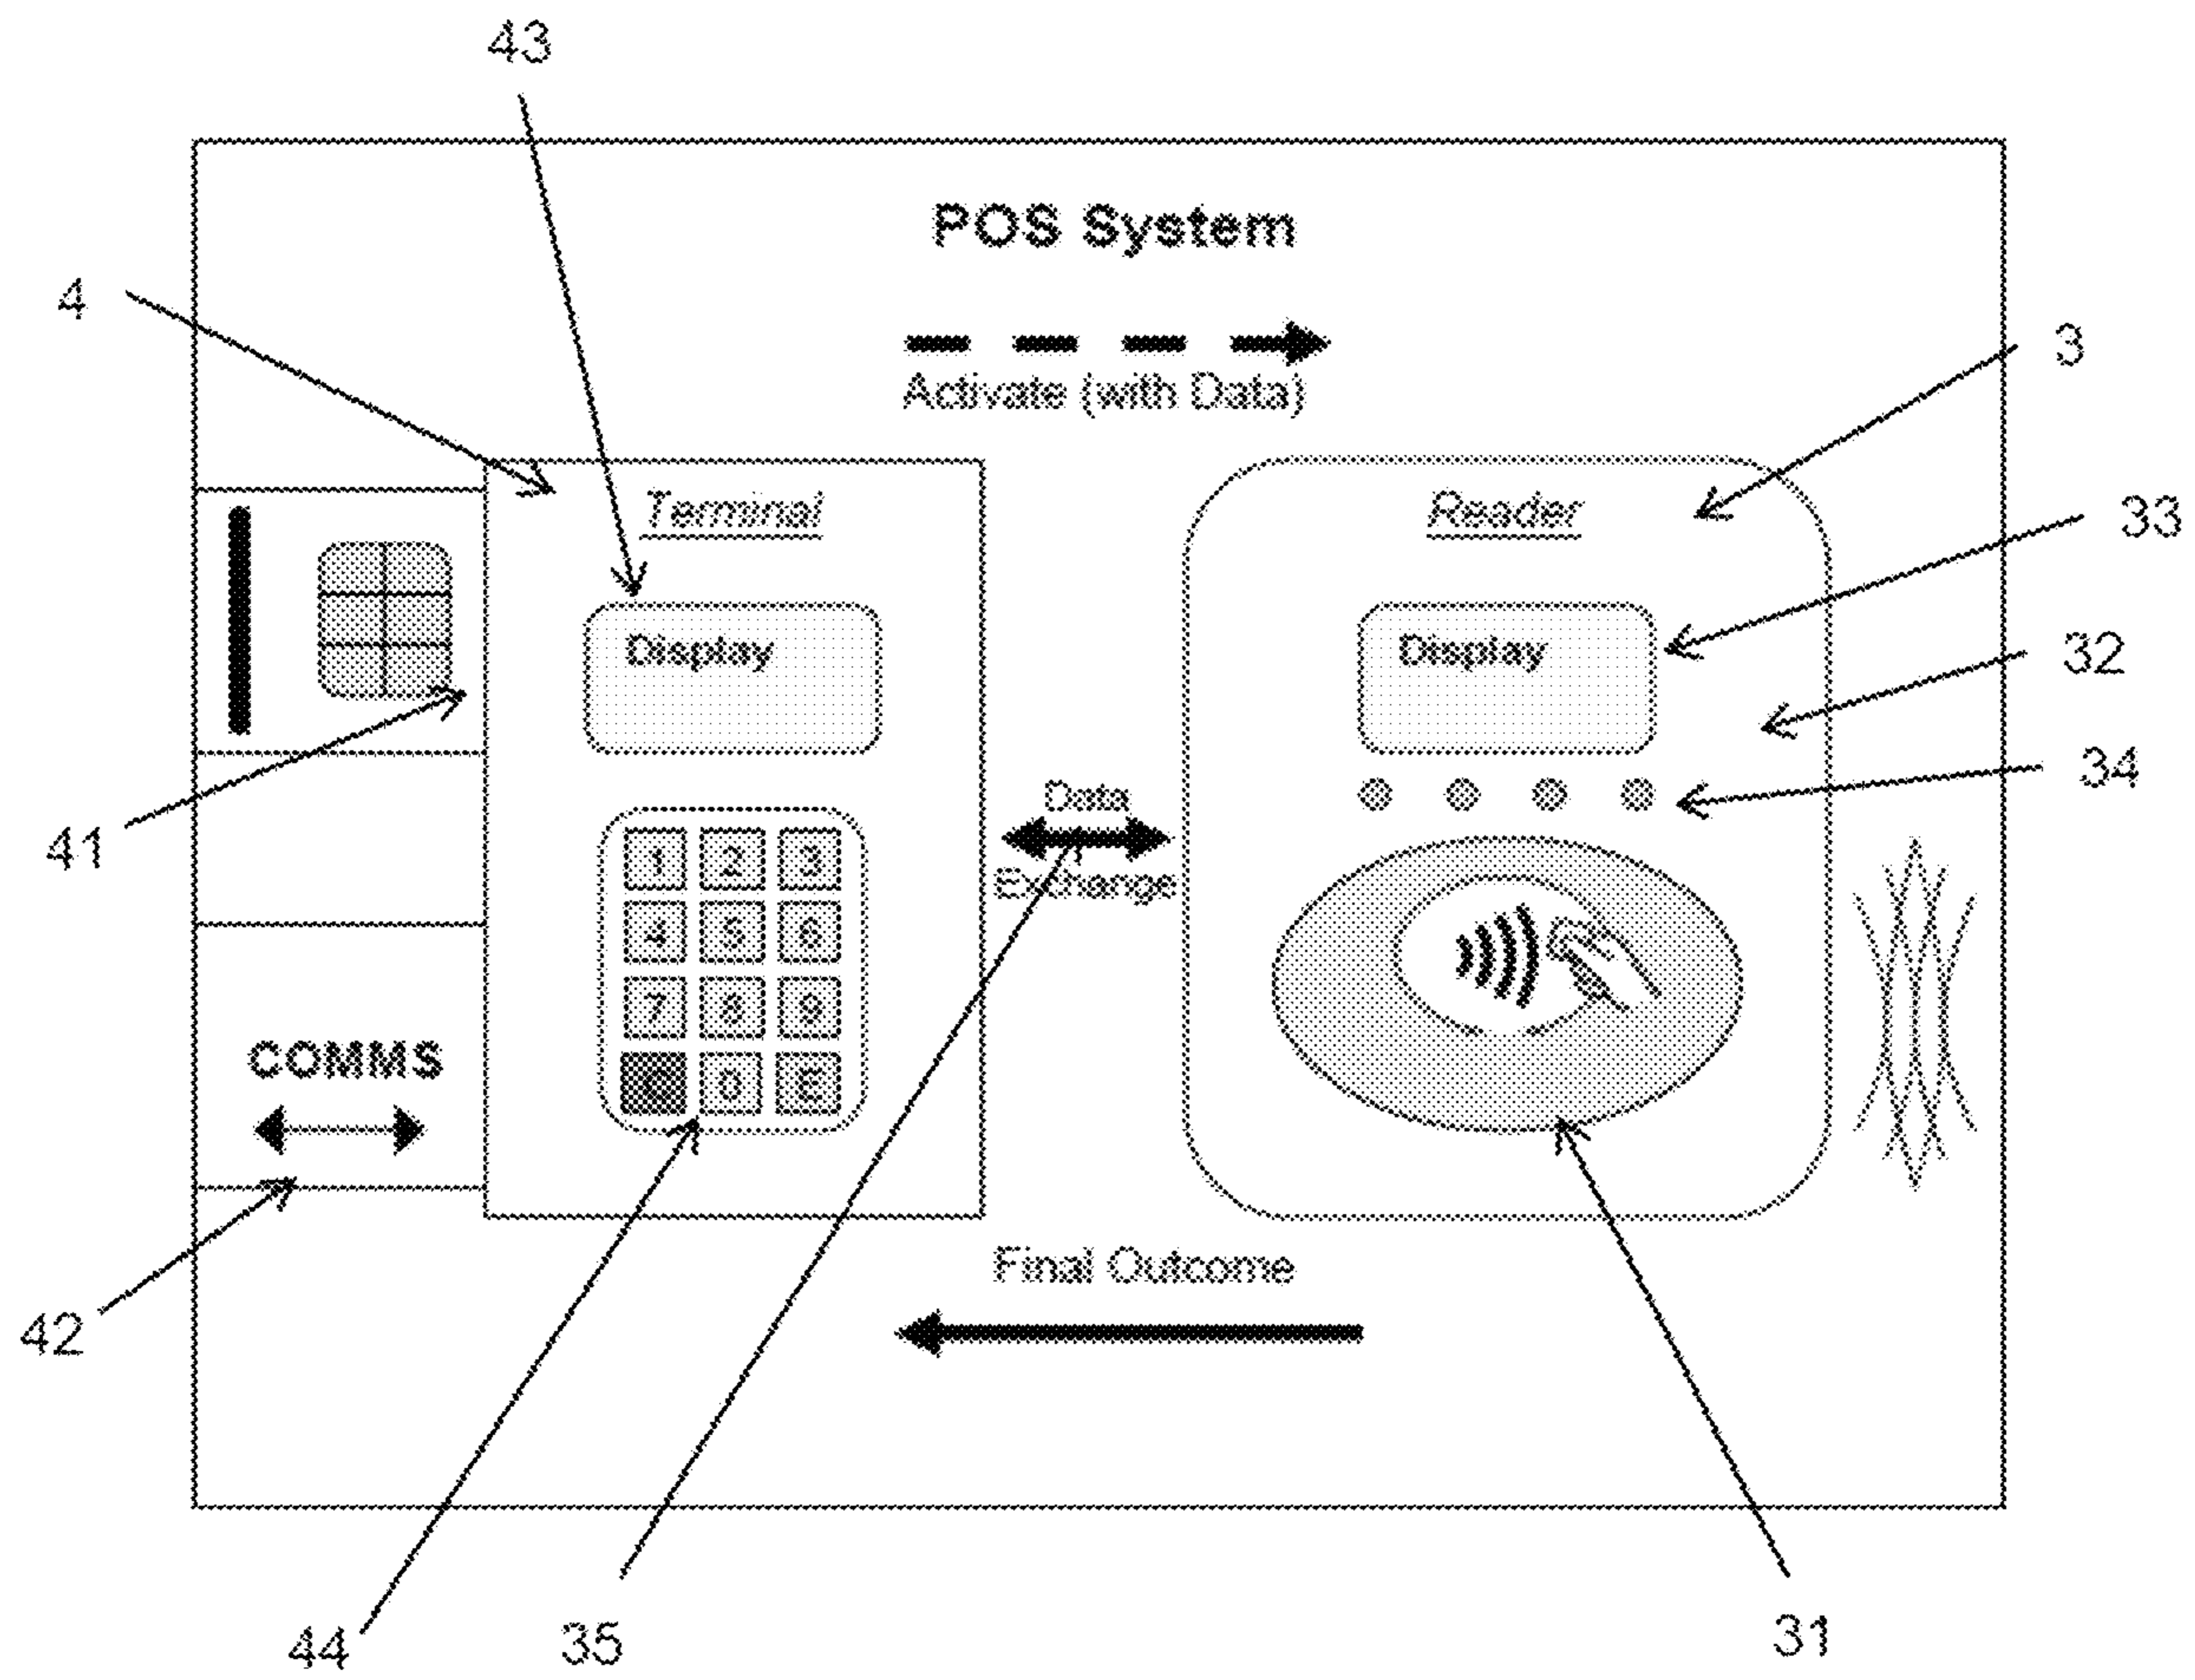 43
POS System
4
Activate (with Data)
3
Terminal
Reader
33
Display
Display
32
34
Data
Exchange
41
1 2 3
4 5 6
7 8 9
0 E
COMMS
Final Outcome
42
44
35
31